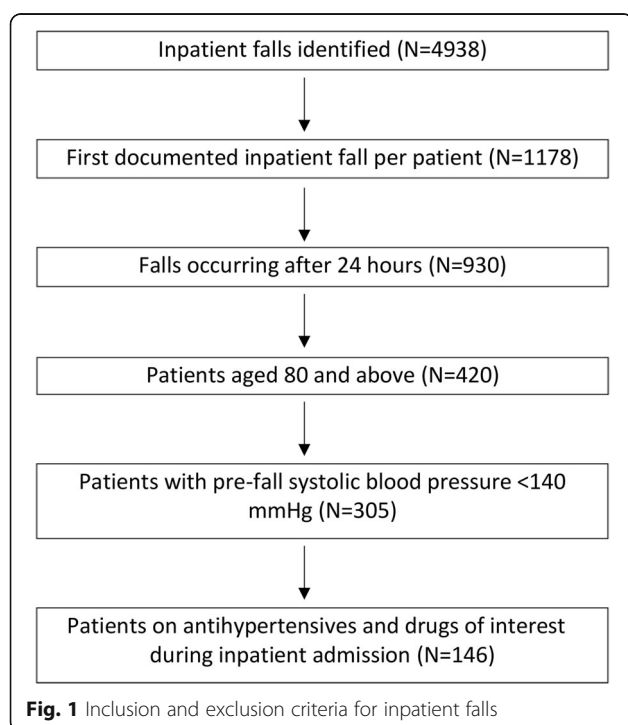 Inpatient falls identified (N=4938)
First documented inpatient fall per patient (N=1178)
Falls occurring after 24 hours (N=930)
Patients aged 80 and above (N=420)
Patients with pre-fall systolic blood pressure <140
mmHg (N=305)
Patients on antihypertensives and drugs of interest
during inpatient admission (N=146)
Fig. 1 Inclusion and exclusion criteria for inpatient falls